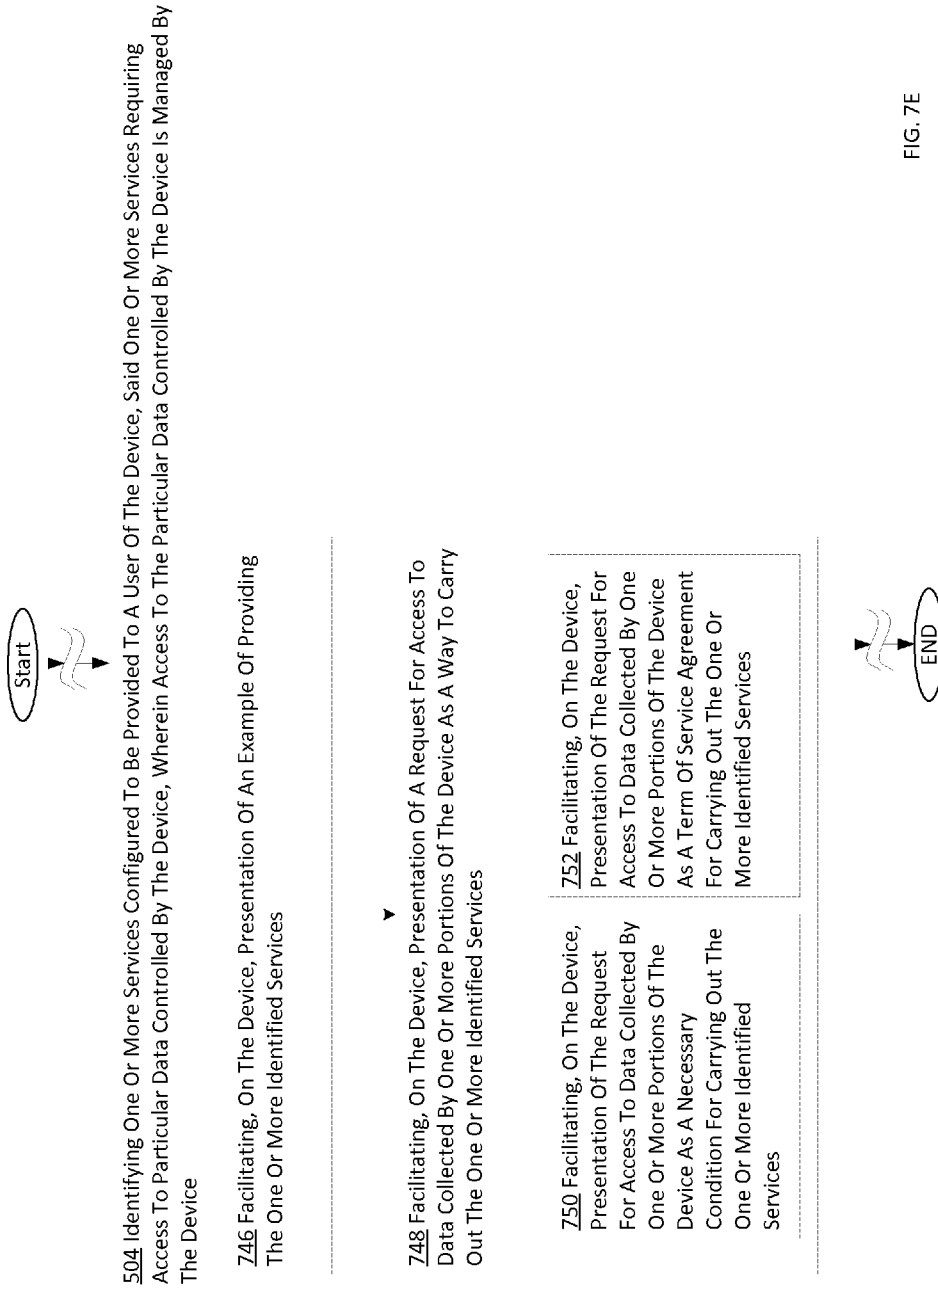 Start
504 Identifying One Or More Services Configured To Be Provided To A User Of The Device, Said One Or More Services Requiring
Access To Particular Data Controlled By The Device, Wherein Access To The Particular Data Controlled By The Device Is Managed By
The Device
746 Facilitating, On The Device, Presentation Of An Example Of Providing
The One Or More Identified Services
748 Facilitating, On The Device, Presentation Of A Request For Access To
Data Collected By One Or More Portions Of The Device As A Way To Carry
Out The One Or More Identified Services
750 Facilitating, On The Device,
Presentation Of The Request
For Access To Data Collected By
One Or More Portions Of The
Device As A Necessary
Condition For Carrying Out The
One Or More Identified
Services
752 Facilitating, On The Device,
Presentation Of The Request For
Access To Data Collected By One
Or More Portions Of The Device
As A Term Of Service Agreement
For Carrying Out The One Or
More Identified Services
END
FIG. 7E